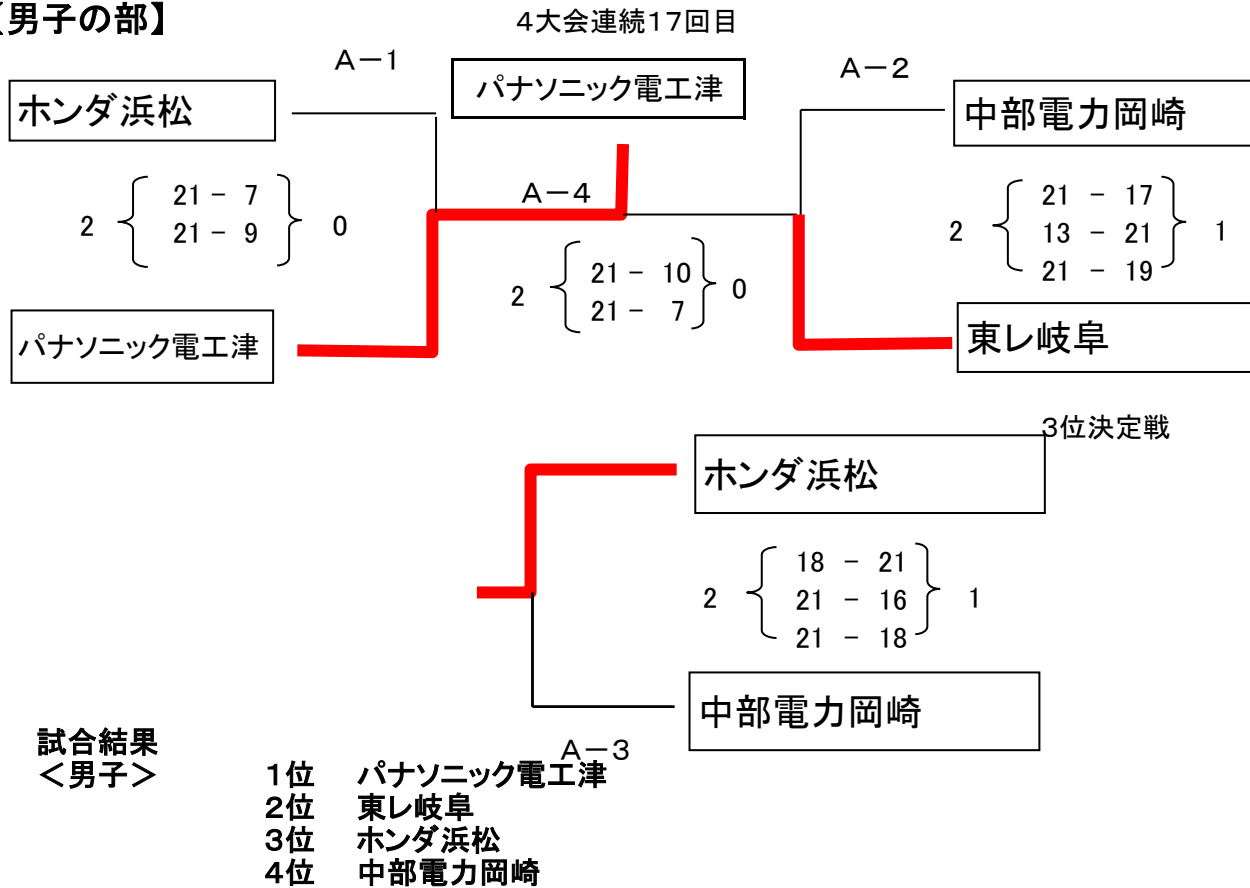 【男子の部】
4大会連続17回目
A－1
パナソニック電工津
A－2
ホンダ浜松
中部電力岡崎
2 21 - 7 0
21 - 9
A－4
2 21 - 17 1
13 - 21
21 - 19
2 21 - 10 0
21 - 7
パナソニック電工津
東レ岐阜
3位決定戦
ホンダ浜松
2 18 - 21 1
21 - 16
21 - 18
中部電力岡崎
A－3
試合結果
＜男子＞
1位 パナソニック電工津
2位 東レ岐阜
3位 ホンダ浜松
4位 中部電力岡崎